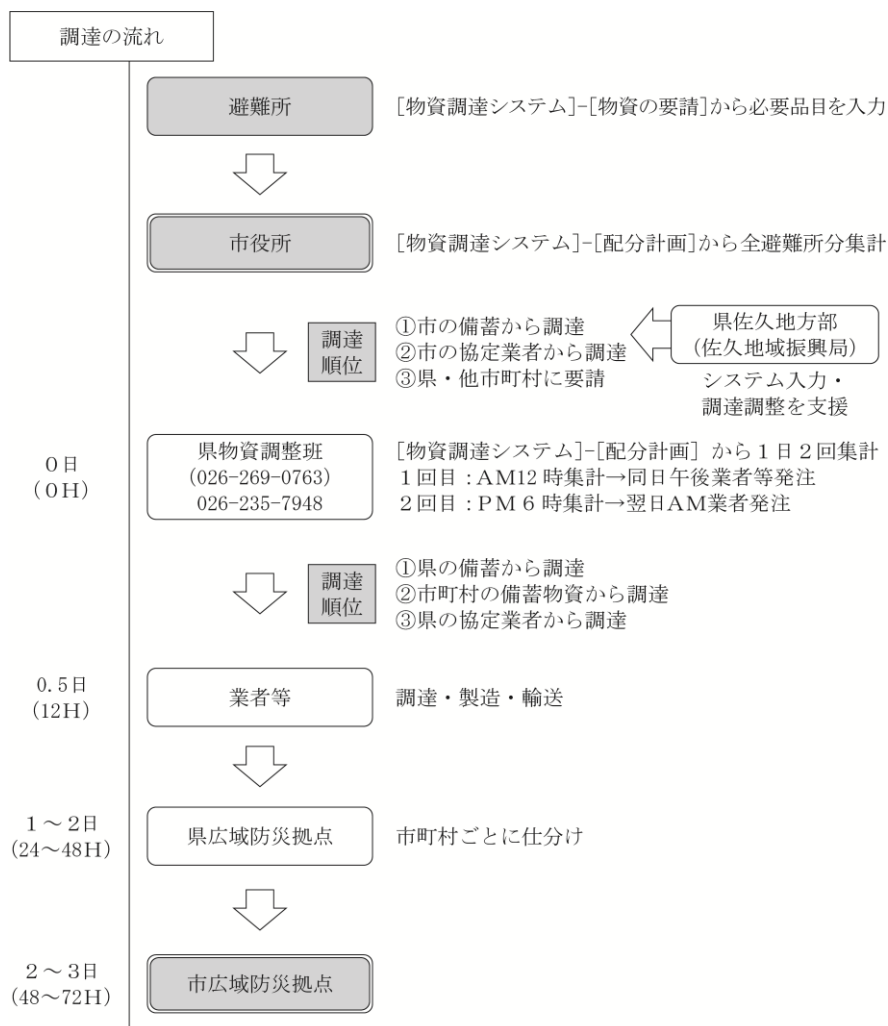 調達の流れ
避難所
[物資調達システム]-[物資の要請]から必要品目を入力
市役所
[物資調達システム]-[配分計画]から全避難所分集計
調達
順位
①市の備蓄から調達
②市の協定業者から調達
③県・他市町村に要請
県佐久地方部
(佐久地域振興局)
システム入力・
調達調整を支援
0日
(0H)
県物資調整班
(026-269-0763)
026-235-7948
[物資調達システム]-[配分計画] から1日2回集計
1回目:AM12時集計→同日午後業者等発注
2回目:PM6時集計→翌日AM業者発注
調達
順位
①県の備蓄から調達
②市町村の備蓄物資から調達
③県の協定業者から調達
0.5日
(12H)
業者等
調達・製造・輸送
1～2日
(24～48H)
県広域防災拠点
市町村ごとに仕分け
2～3日
(48～72H)
市広域防災拠点